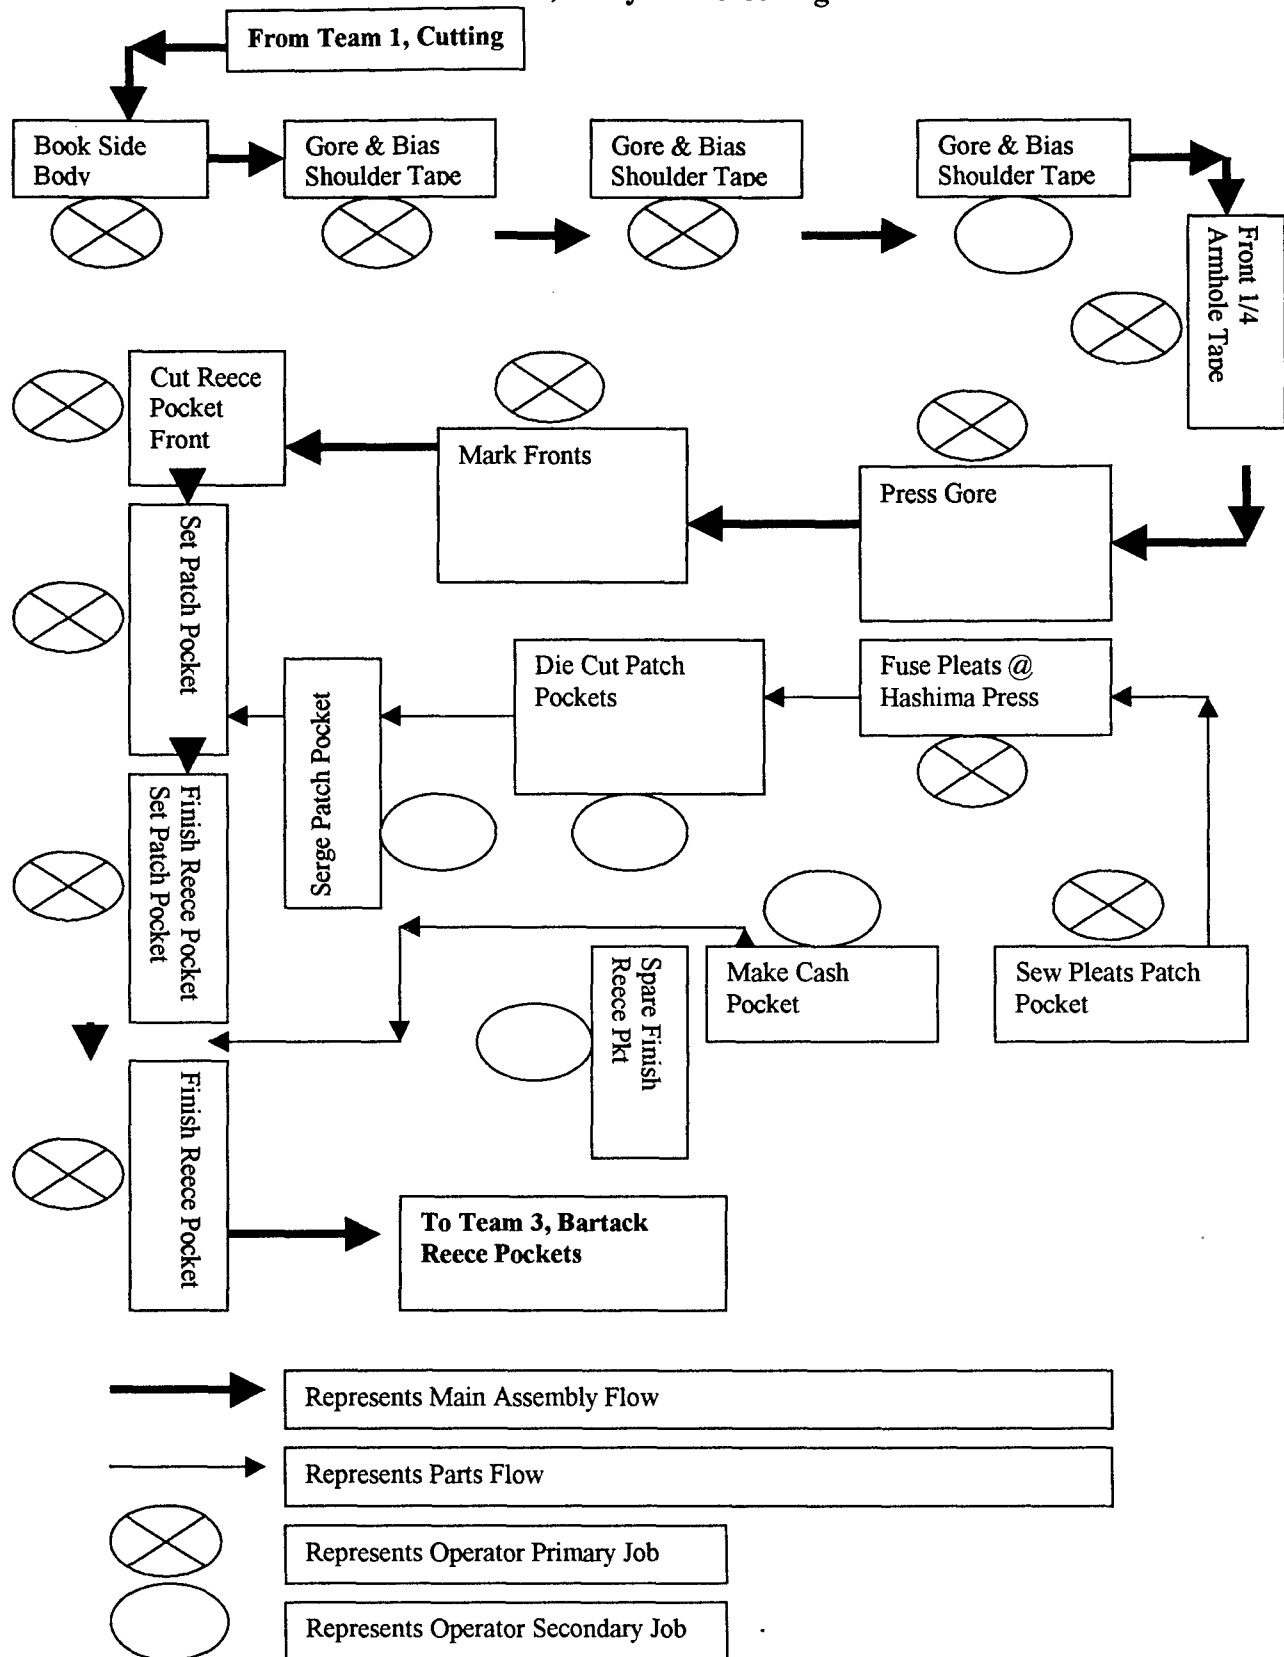 From Team 1, Cutting
Book Side
Body
Gore & Bias
Shoulder Tape
Gore & Bias
Shoulder Tape
Gore & Bias
Shoulder Tape
Front 1/4
Armhole Tape
Cut Reece
Pocket
Front
Mark Fronts
Press Gore
Set Patch Pocket
Serge Patch Pocket
Die Cut Patch
Pockets
Fuse Pleats @
Hashima Press
Finish Reece Pocket
Set Patch Pocket
Spare Finish
Reece Pkt
Make Cash
Pocket
Sew Pleats Patch
Pocket
Finish Reece Pocket
To Team 3, Bartack
Reece Pockets
Represents Main Assembly Flow
Represents Parts Flow
Represents Operator Primary Job
Represents Operator Secondary Job